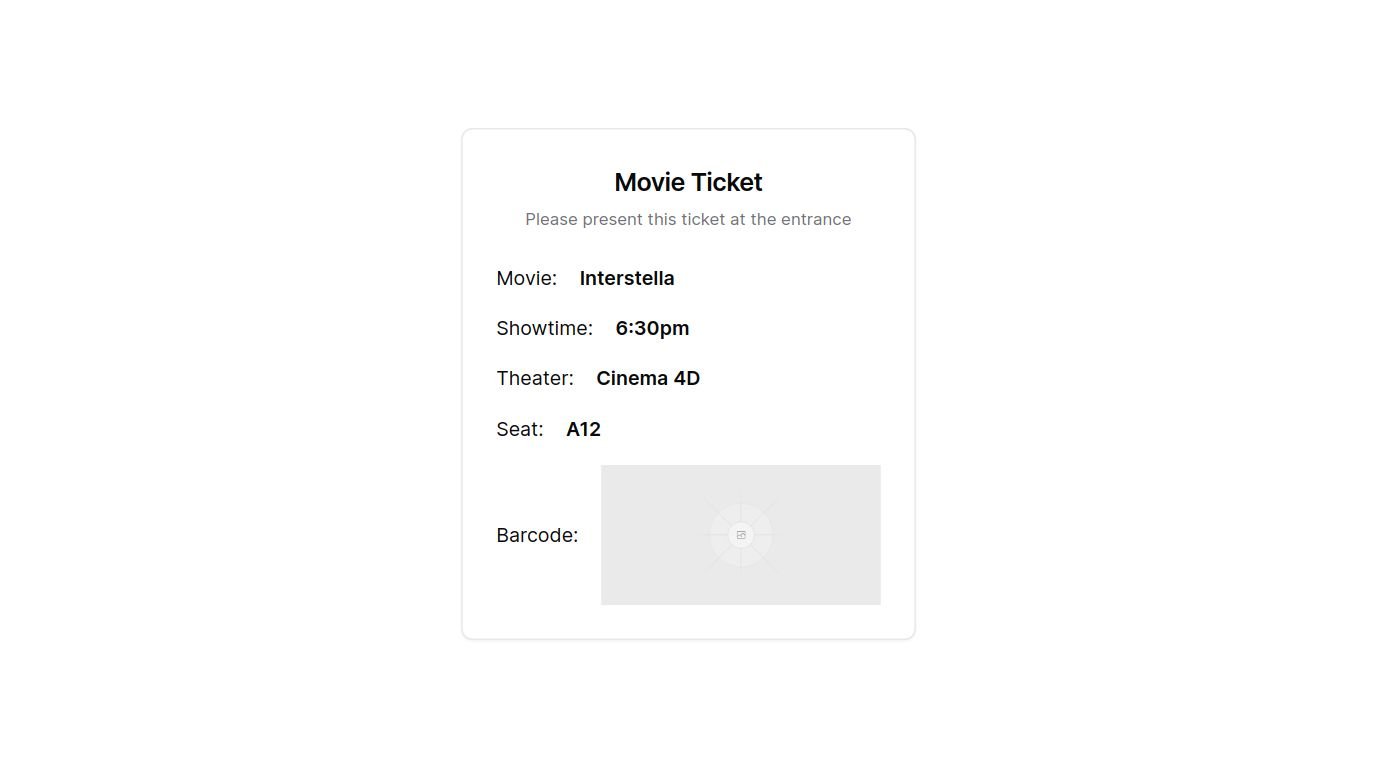 Movie Ticket
Please present this ticket at the entrance
Movie: Interstella
Showtime: 6:30pm
Theater: Cinema 4D
Seat: A12
Barcode: